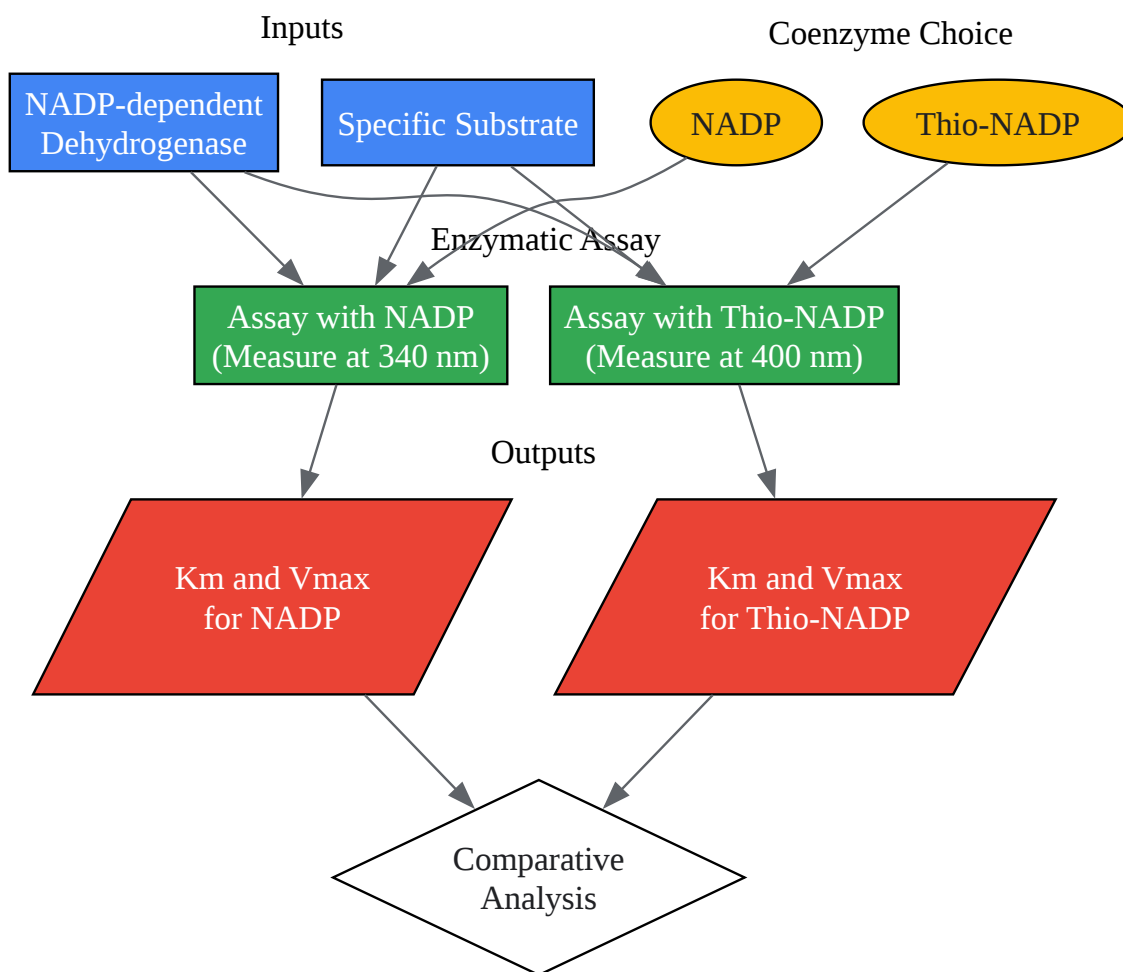 Inputs
Coenzyme Choice
NADP-dependent
Dehydrogenase
Specific Substrate
NADP
Thio-NADP
Enzymatic Assay
Assay with NADP
(Measure at 340 nm)
Assay with Thio-NADP
(Measure at 400 nm)
Outputs
Km and Vmax
for NADP
Km and Vmax
for Thio-NADP
Comparative
Analysis